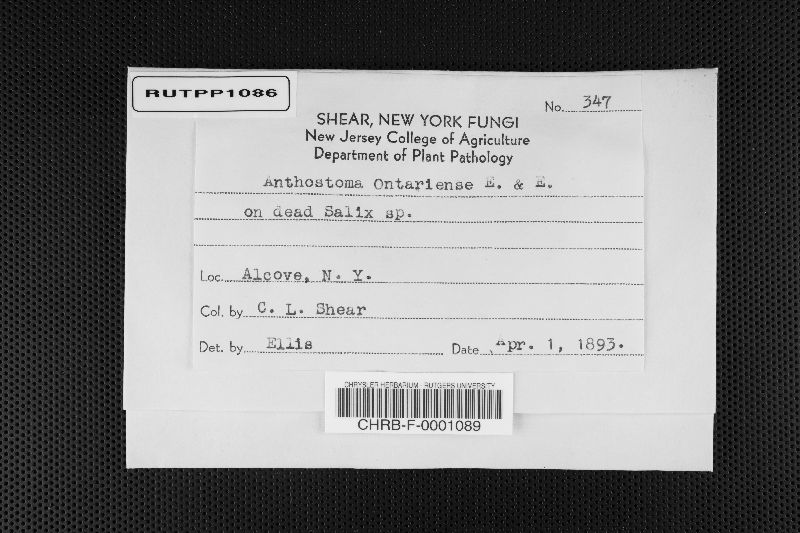 RUTPP1086
No. 347
SHEAR, NEW YORK FUNGI
New Jersey College of Agriculture
Department of Plant Pathology
Anthostoma Ontariense E. & E.
on dead Salix sp.
Loc. Alcove, N. Y.
Col. by C. L. Shear
Det. by Ellis Date Apr. 1, 1893.
CHRYSLER HERBARIUM - RUTGERS UNIVERSITY
CHRB-F-0001089